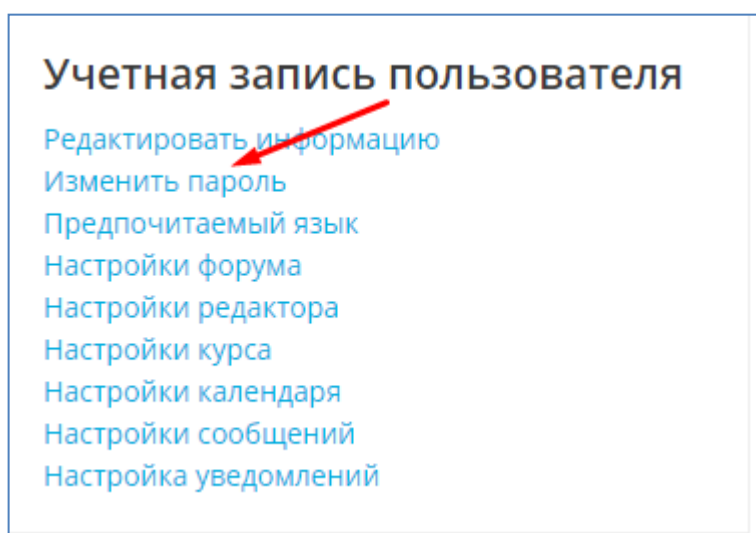 Учетная запись пользователя
Редактировать информацию
Изменить пароль
Предпочитаемый язык
Настройки форума
Настройки редактора
Настройки курса
Настройки календаря
Настройки сообщений
Настройка уведомлений